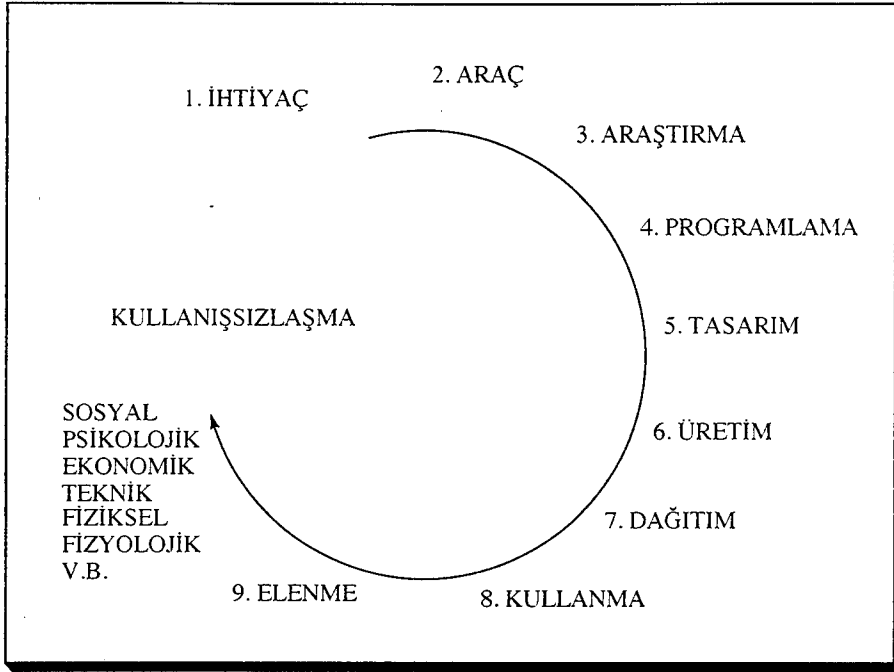 1. İHTİYAÇ
2. ARAÇ
3. ARAŞTIRMA
4. PROGRAMLAMA
5. TASARIM
6. ÜRETİM
7. DAĞITIM
8. KULLANMA
9. ELENME
KULLANIŞSIZLAŞMA
SOSYAL
PSİKOLOJİK
EKONOMİK
TEKNİK
FİZİKSEL
FİZYOLOJİK
V.B.